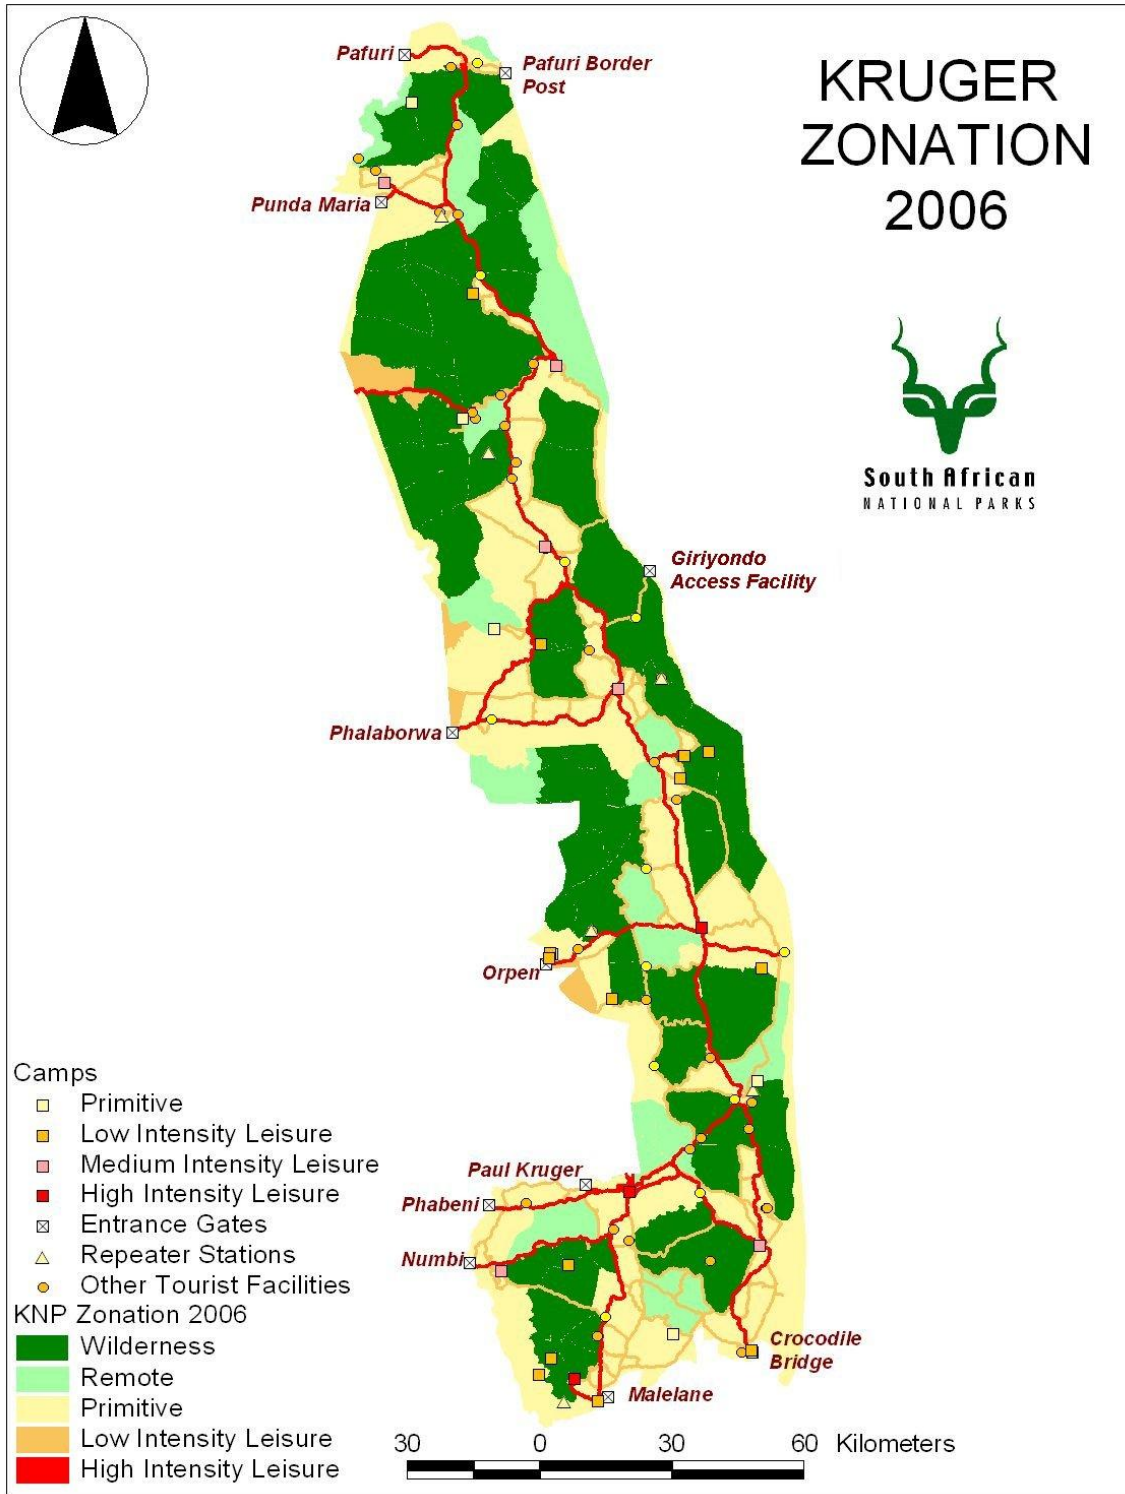 KRUGER
ZONATION
2006
South African
NATIONAL PARKS
Pafuri
Pafuri Border
Post
Punda Maria
Giriyondo
Access Facility
Phalaborwa
Orpen
Paul Kruger
Phabeni
Numbi
Crocodile
Bridge
Malelane
Camps
Primitive
Low Intensity Leisure
Medium Intensity Leisure
High Intensity Leisure
Entrance Gates
Repeater Stations
Other Tourist Facilities
KNP Zonation 2006
Wilderness
Remote
Primitive
Low Intensity Leisure
High Intensity Leisure
30 0 30 60 Kilometers